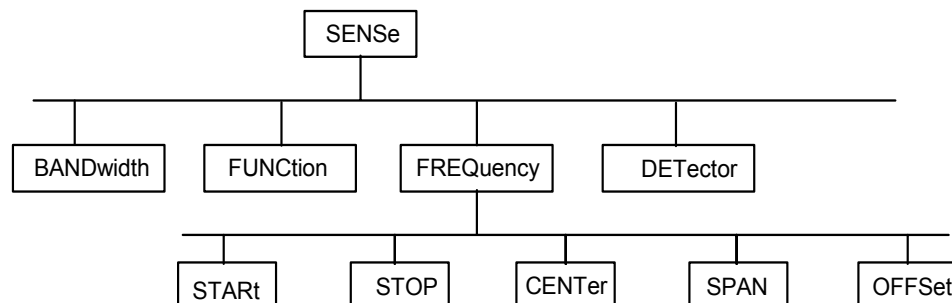 SENSe
BANDwidth FUNCtion FREQuency DETector
STARt STOP CENTer SPAN OFFSet